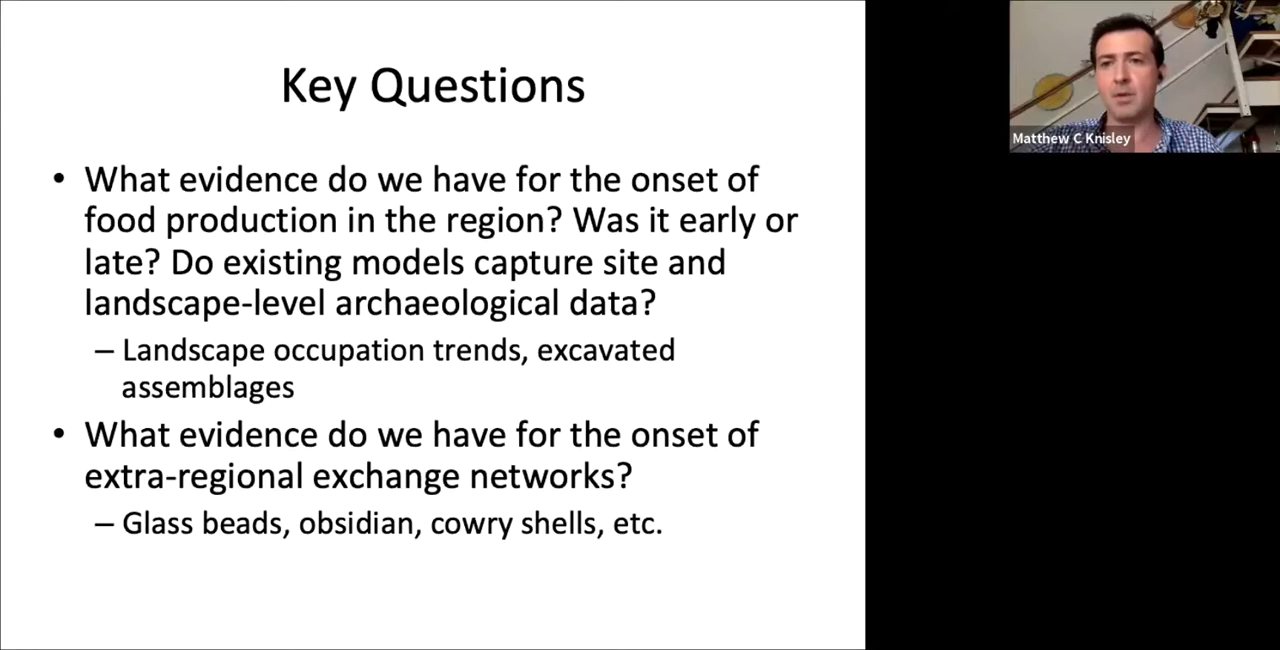 Key Questions
• What evidence do we have for the onset of
food production in the region? Was it early or
late? Do existing models capture site and
landscape-level archaeological data?
– Landscape occupation trends, excavated
assemblages
• What evidence do we have for the onset of
extra-regional exchange networks?
– Glass beads, obsidian, cowry shells, etc.
Matthew C Knisley